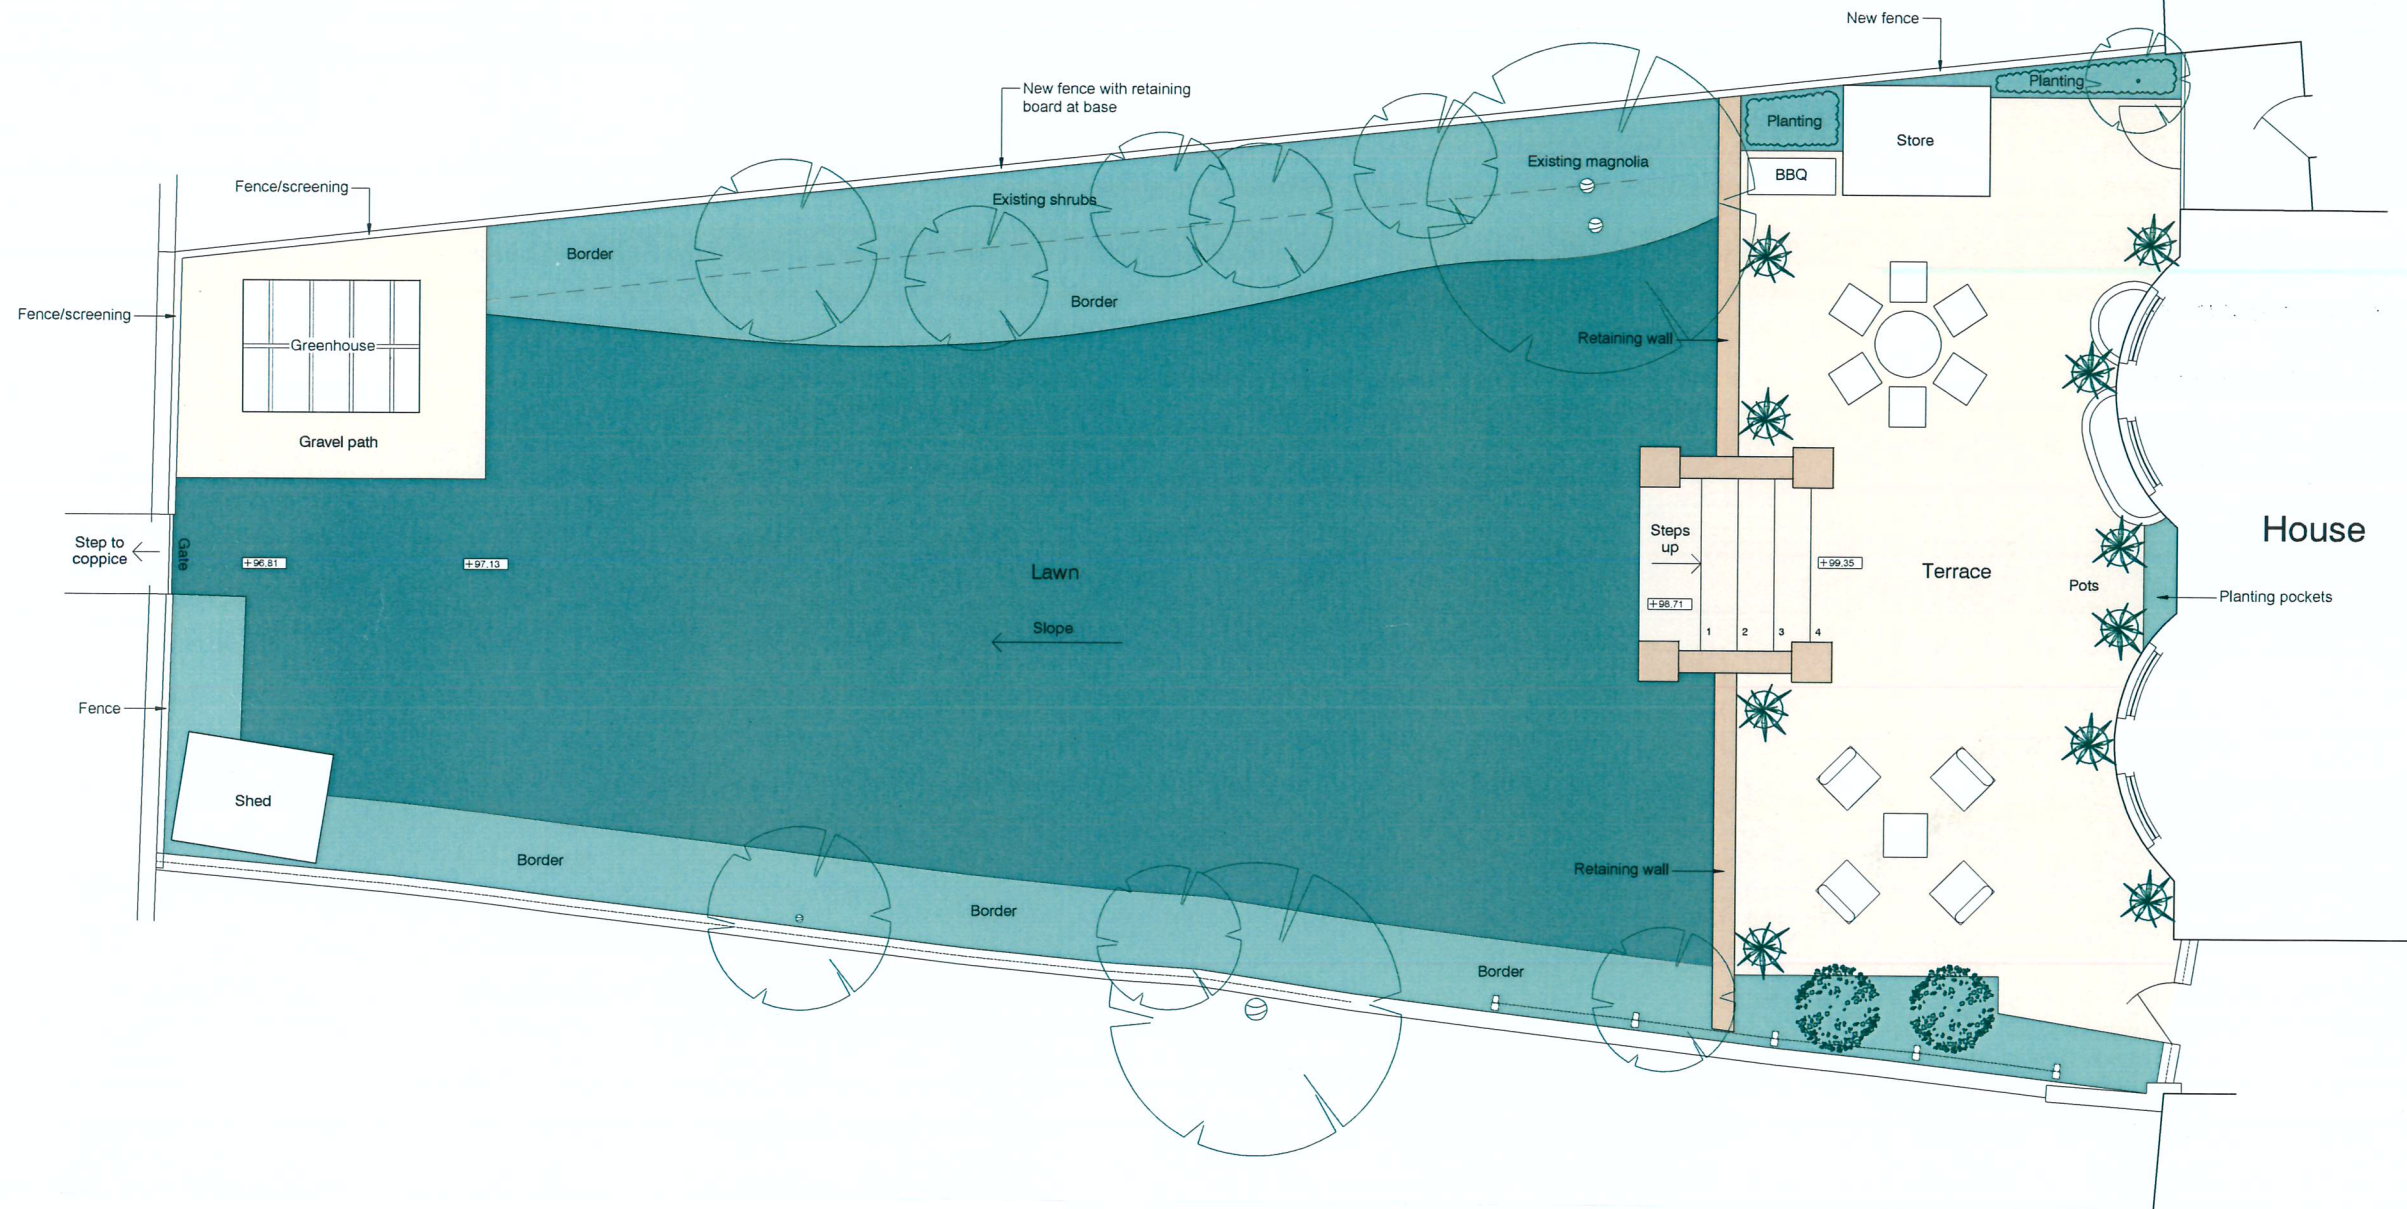 New fence
New fence with retaining
board at base
Planting
Planting
Store
BBQ
Existing magnolia
Existing shrubs
Fence/screening
Border
Border
Fence/screening
Greenhouse
Gravel path
Retaining wall
Steps
up
House
Step to
coppice
Gate
+96.81
+97.13
Lawn
+99.35
Terrace
Pots
Planting pockets
+98.71
Slope
1
2
3
4
Fence
Shed
Retaining wall
Border
Border
Border